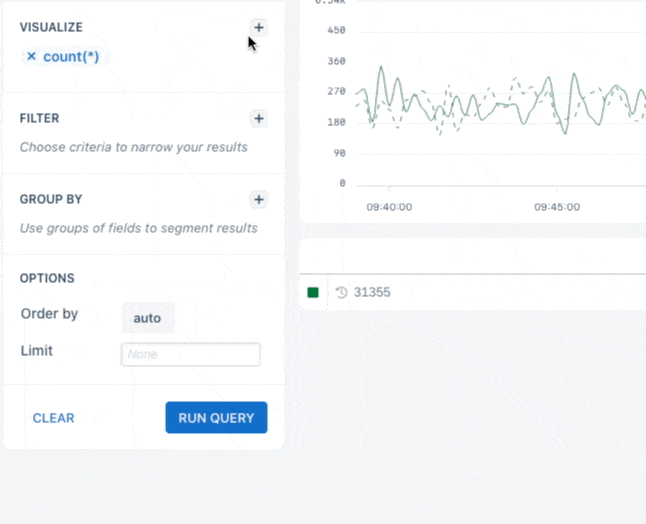 VISUALIZE
+
× count(*)
FILTER
+
Choose criteria to narrow your results
GROUP BY
+
Use groups of fields to segment results
OPTIONS
Order by
auto
Limit
None
CLEAR
RUN QUERY
450
360
270
180
90
0
09:40:00
09:45:00
31355